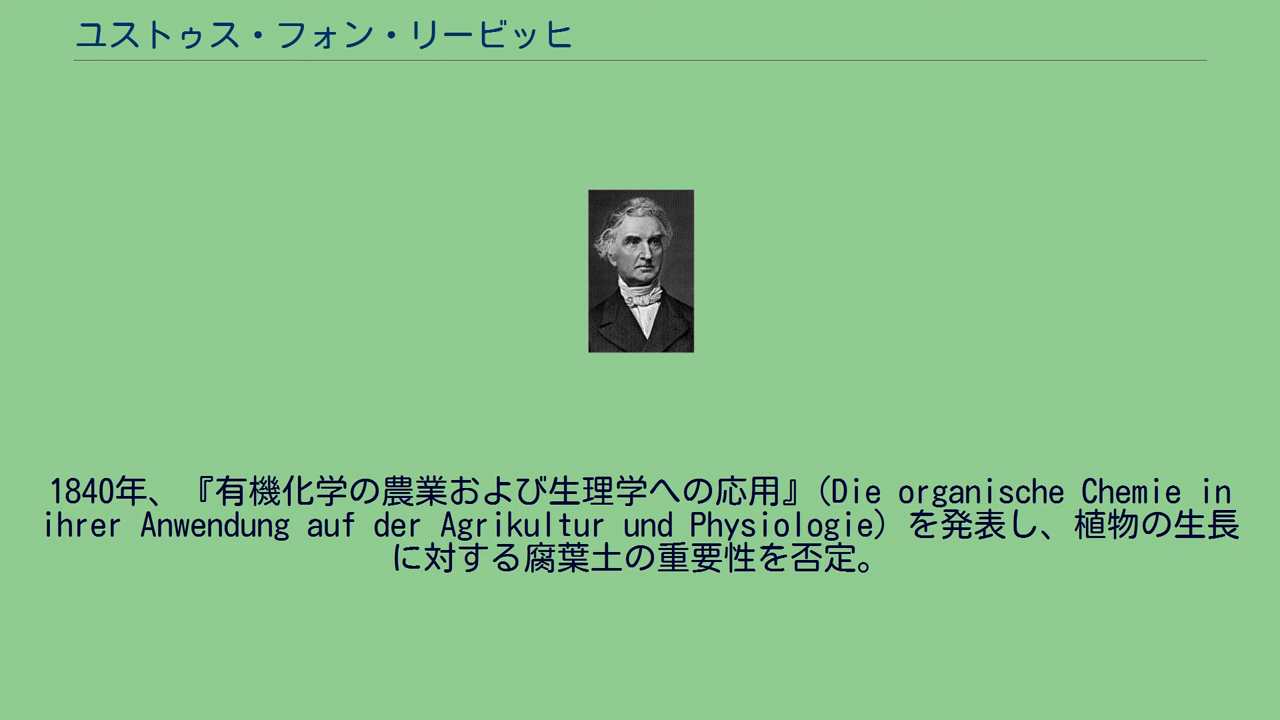 ユストゥス・フォン・リービッヒ
1840年、『有機化学の農業および生理学への応用』(Die organische Chemie in
ihrer Anwendung auf der Agrikultur und Physiologie) を発表し、植物の生長
に対する腐葉土の重要性を否定。